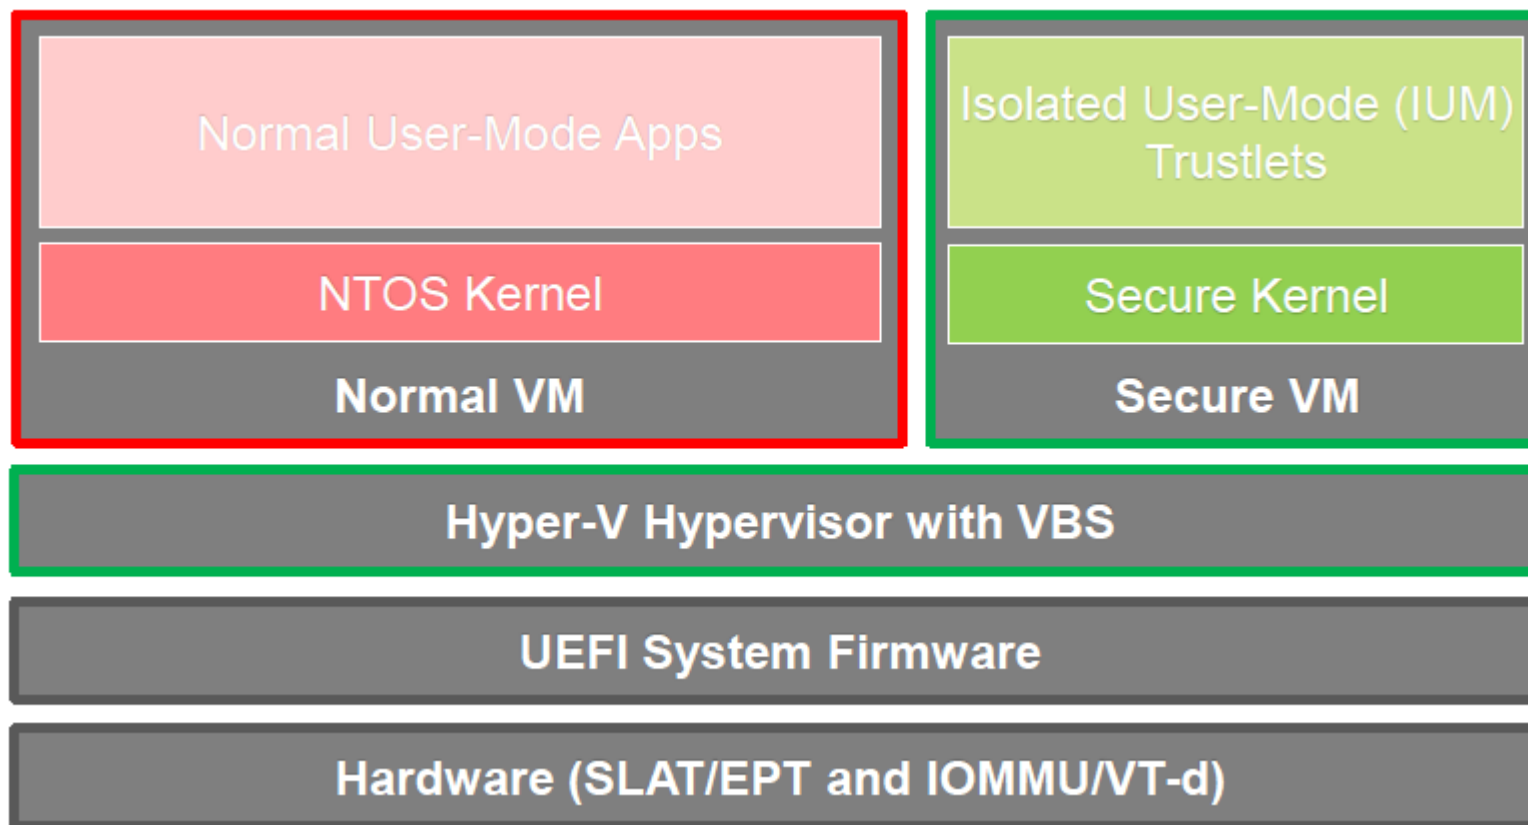 Normal User-Mode Apps
Isolated User-Mode (IUM)
Trustlets
NTOS Kernel
Secure Kernel
Normal VM
Secure VM
Hyper-V Hypervisor with VBS
UEFI System Firmware
Hardware (SLAT/EPT and IOMMU/VT-d)